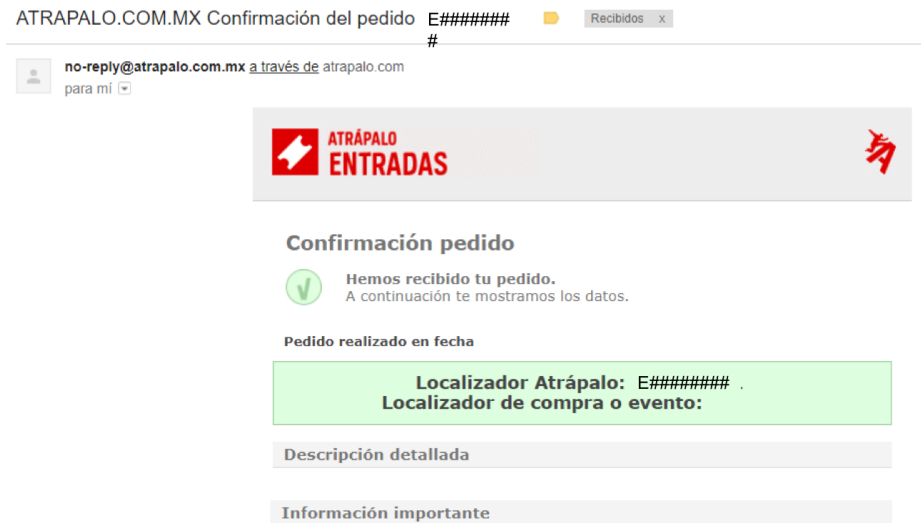 ATRAPALO.COM.MX Confirmación del pedido E########
Recibidos x
no-reply@atrapalo.com.mx a través de atrapalo.com
para mí
ATRÁPALO
ENTRADAS
Confirmación pedido
Hemos recibido tu pedido.
A continuación te mostramos los datos.
Pedido realizado en fecha
Localizador Atrápalo: E######## .
Localizador de compra o evento:
Descripción detallada
Información importante